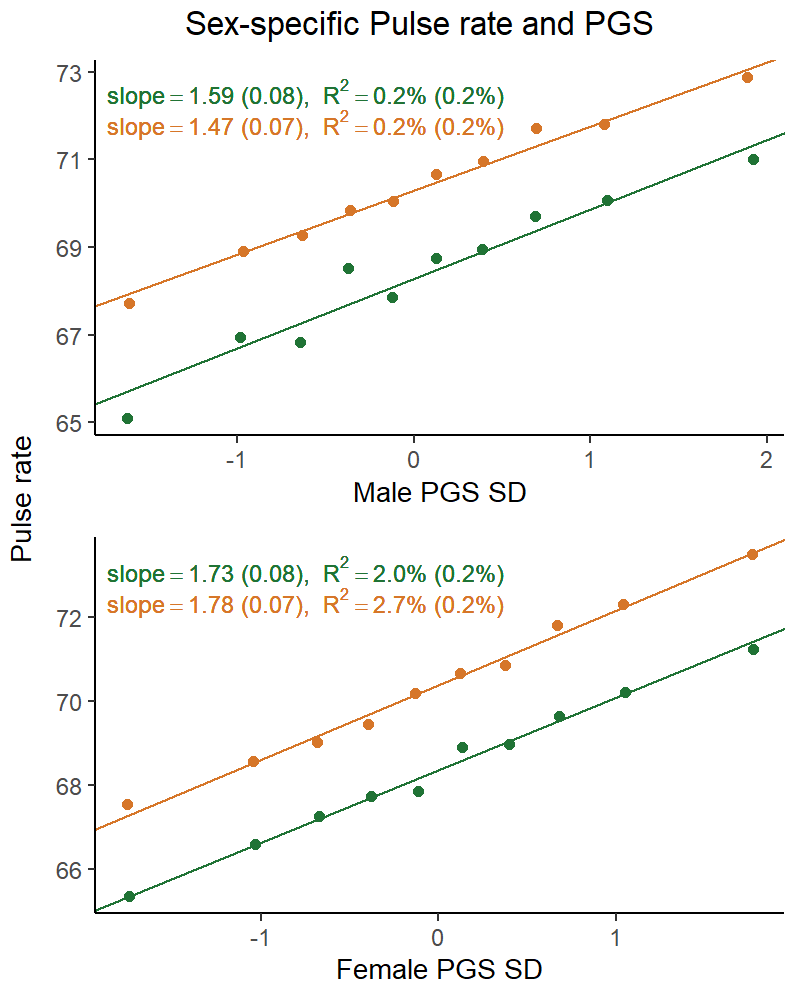 Sex-specific Pulse rate and PGS
73
71
69
67
65
slope = 1.59 (0.08), R² = 0.2% (0.2%)
slope = 1.47 (0.07), R² = 0.2% (0.2%)
-1 0 1 2
Male PGS SD
Pulse rate
72
70
68
66
slope = 1.73 (0.08), R² = 2.0% (0.2%)
slope = 1.78 (0.07), R² = 2.7% (0.2%)
-1 0 1
Female PGS SD